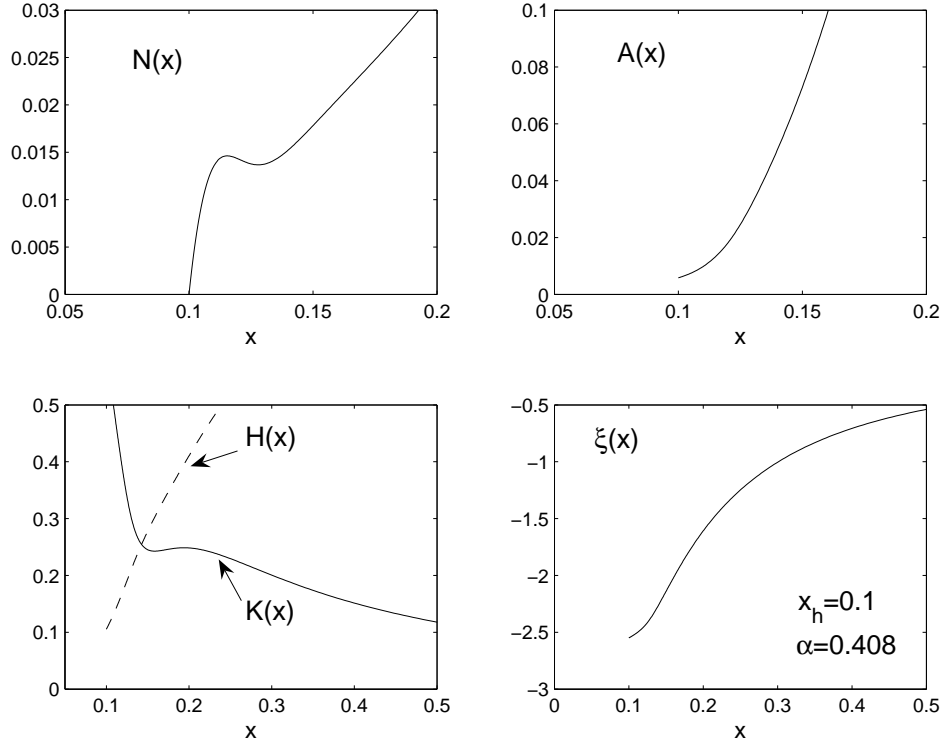 N(x)
0.03
0.025
0.02
0.015
0.01
0.005
0
0.05 0.1 0.15 0.2
x
A(x)
0.1
0.08
0.06
0.04
0.02
0
0.05 0.1 0.15 0.2
x
H(x)
K(x)
0.5
0.4
0.3
0.2
0.1
0
0.1 0.2 0.3 0.4 0.5
x
ξ(x)
−0.5
−1
−1.5
−2
−2.5
−3
x_h=0.1
α=0.408
0 0.1 0.2 0.3 0.4 0.5
x